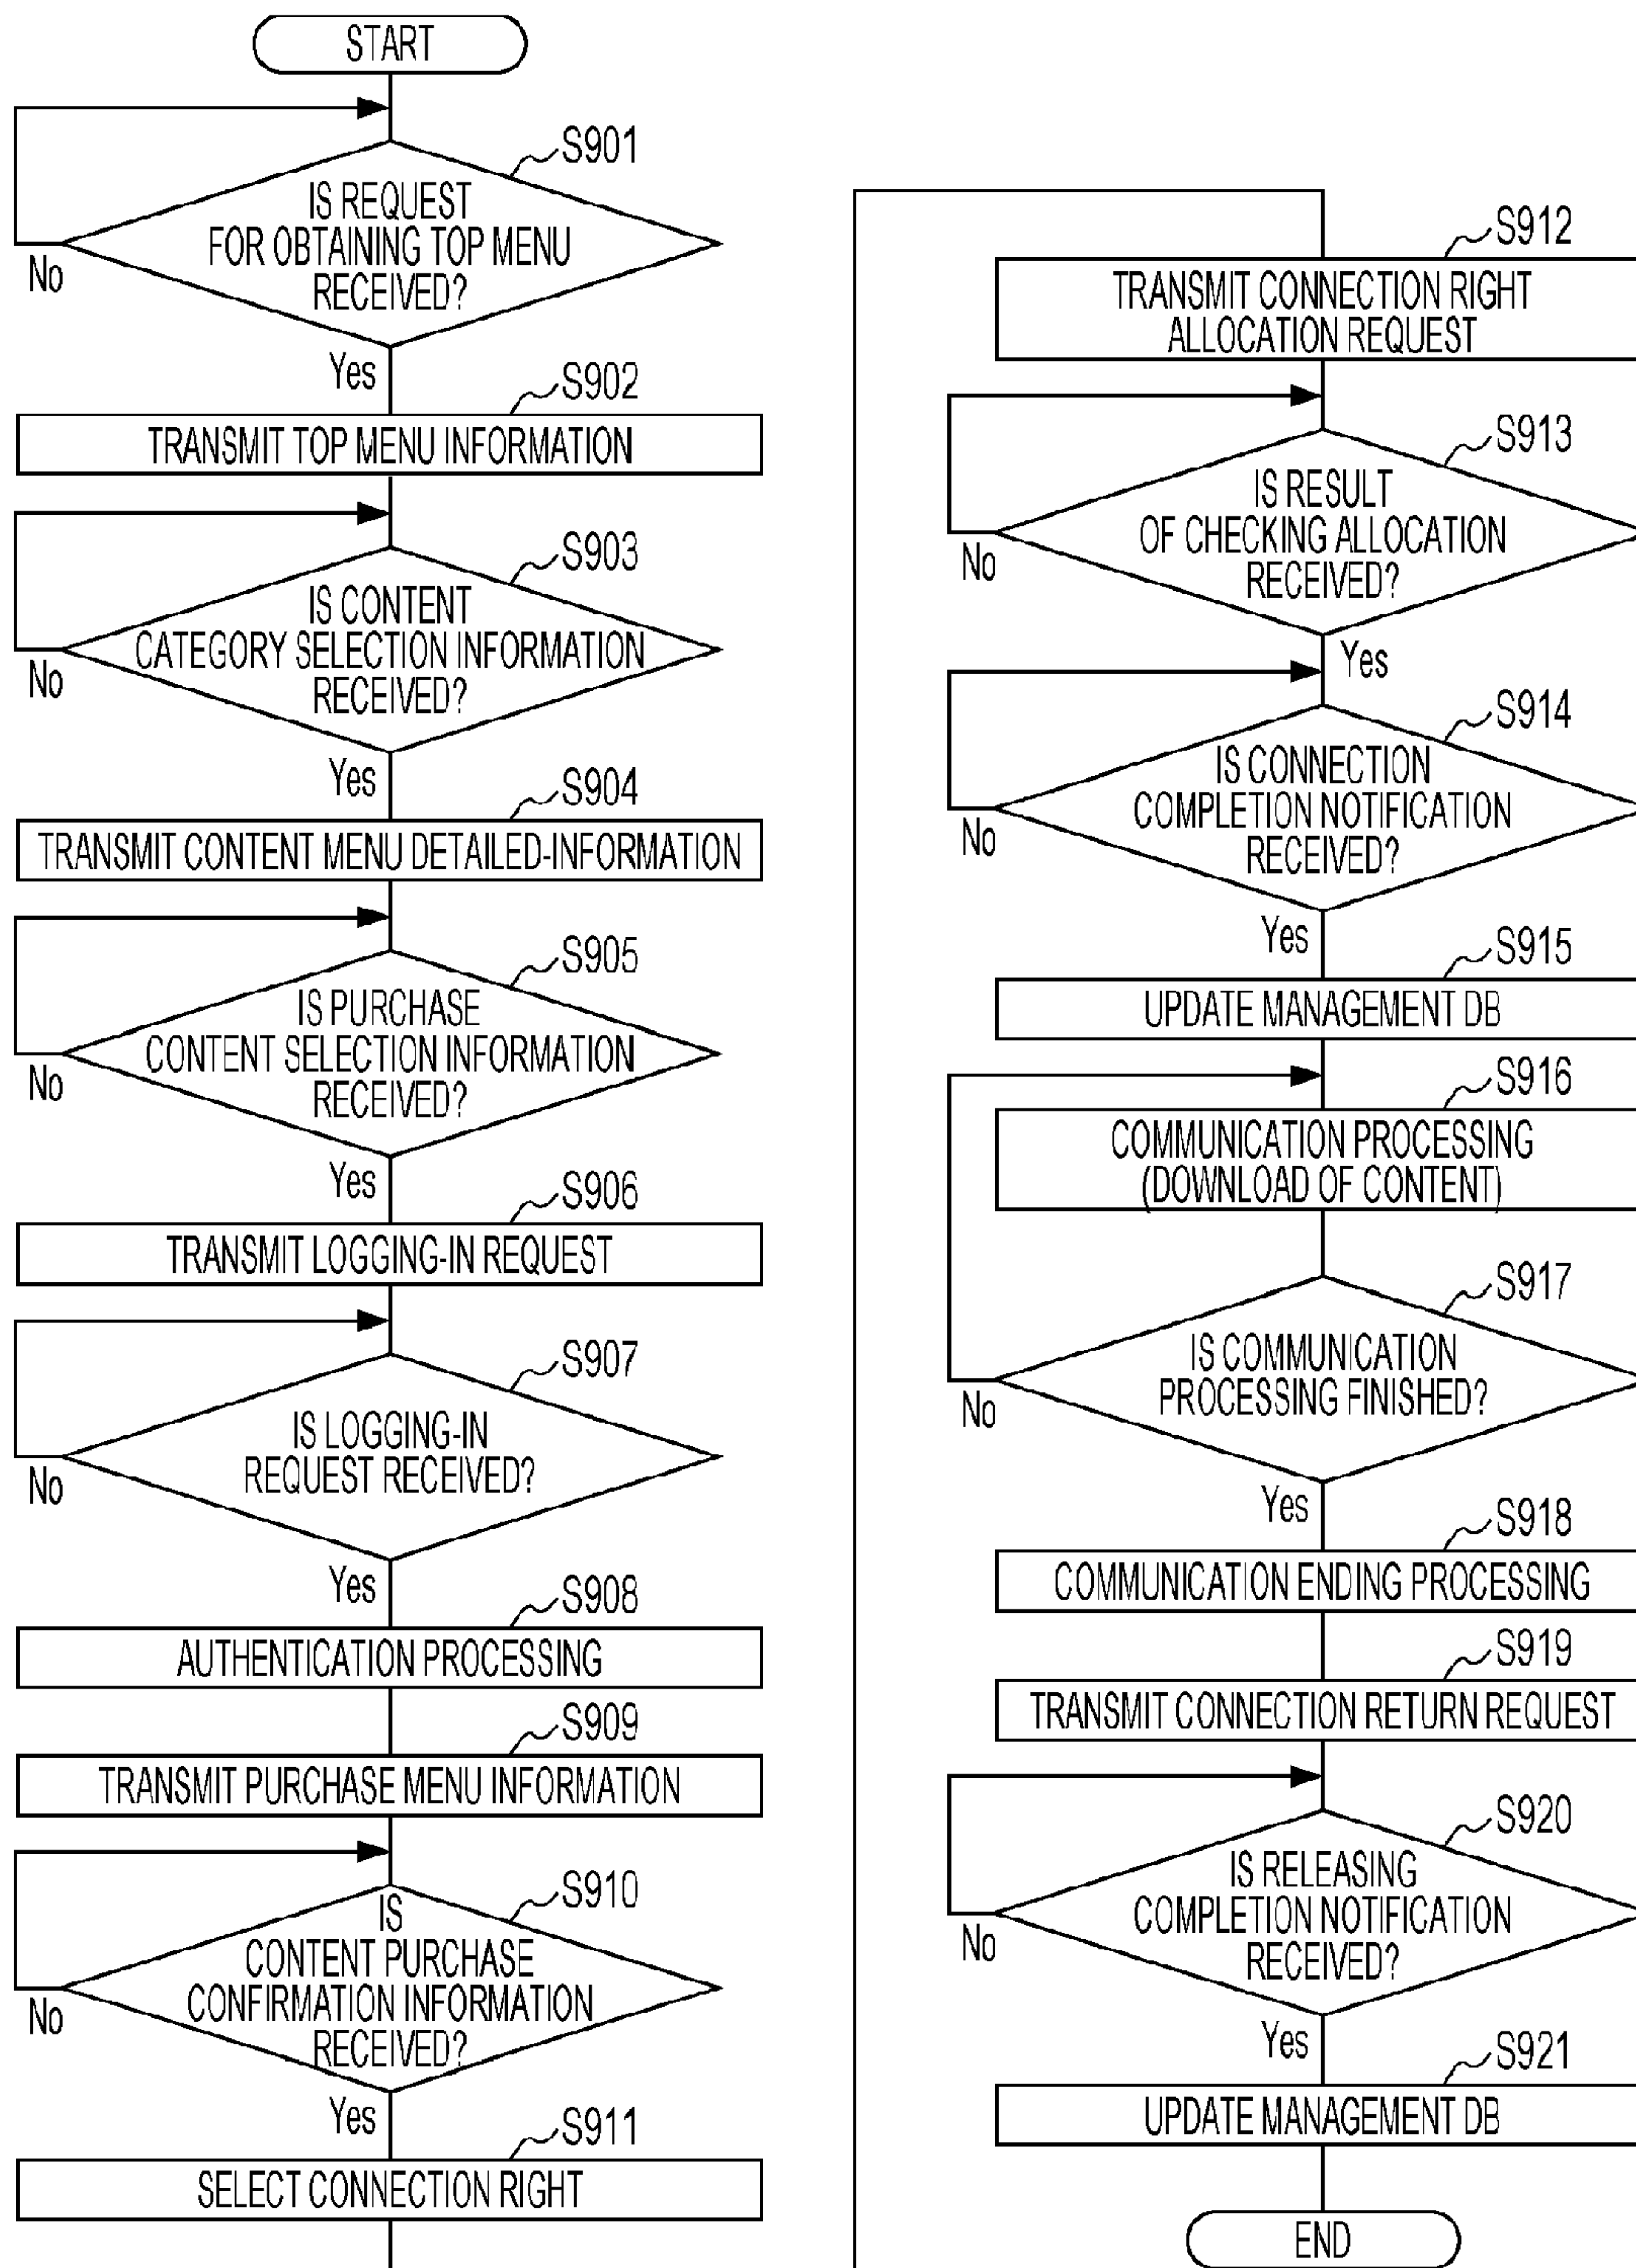 START
S901
IS REQUEST
FOR OBTAINING TOP MENU
RECEIVED?
No
Yes
S902
TRANSMIT TOP MENU INFORMATION
S903
IS CONTENT
CATEGORY SELECTION INFORMATION
RECEIVED?
No
Yes
S904
TRANSMIT CONTENT MENU DETAILED-INFORMATION
S905
IS PURCHASE
CONTENT SELECTION INFORMATION
RECEIVED?
No
Yes
S906
TRANSMIT LOGGING-IN REQUEST
S907
IS LOGGING-IN
REQUEST RECEIVED?
No
Yes
S908
AUTHENTICATION PROCESSING
S909
TRANSMIT PURCHASE MENU INFORMATION
S910
IS
CONTENT PURCHASE
CONFIRMATION INFORMATION
RECEIVED?
No
Yes
S911
SELECT CONNECTION RIGHT
S912
TRANSMIT CONNECTION RIGHT
ALLOCATION REQUEST
S913
IS RESULT
OF CHECKING ALLOCATION
RECEIVED?
No
Yes
S914
IS CONNECTION
COMPLETION NOTIFICATION
RECEIVED?
No
Yes
S915
UPDATE MANAGEMENT DB
S916
COMMUNICATION PROCESSING
(DOWNLOAD OF CONTENT)
S917
IS COMMUNICATION
PROCESSING FINISHED?
No
Yes
S918
COMMUNICATION ENDING PROCESSING
S919
TRANSMIT CONNECTION RETURN REQUEST
S920
IS RELEASING
COMPLETION NOTIFICATION
RECEIVED?
No
Yes
S921
UPDATE MANAGEMENT DB
END